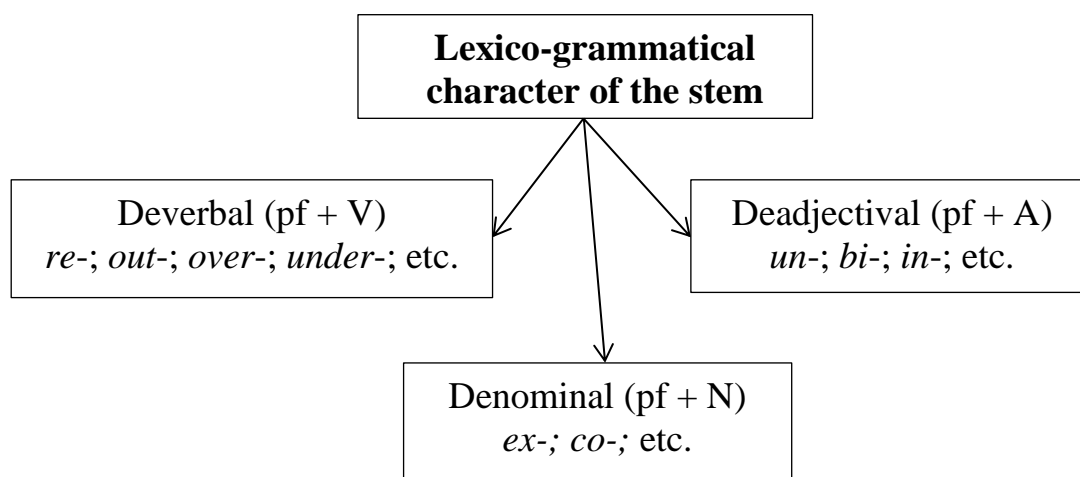 Lexico-grammatical
character of the stem
Deverbal (pf + V)
re-; out-; over-; under-; etc.
Deadjectival (pf + A)
un-; bi-; in-; etc.
Denominal (pf + N)
ex-; co-; etc.